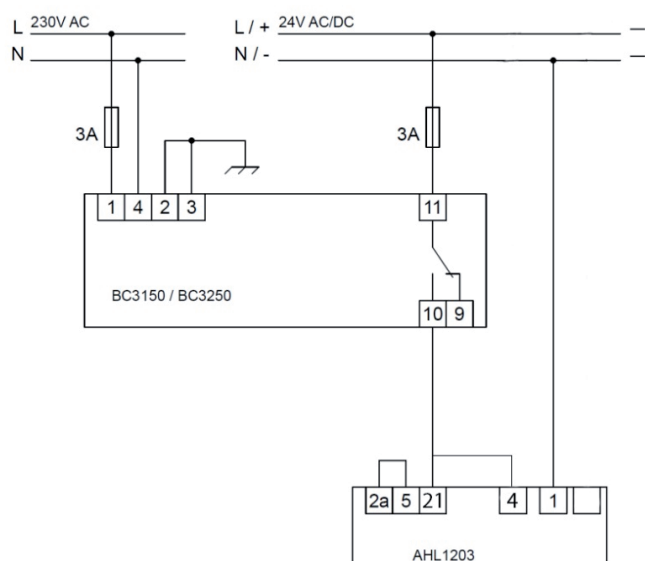 L 230V AC L / + 24V AC/DC
N N / -
3A 3A
1 4 2 3 11
BC3150 / BC3250
10 9
2a 5 21 4 1
AHL1203